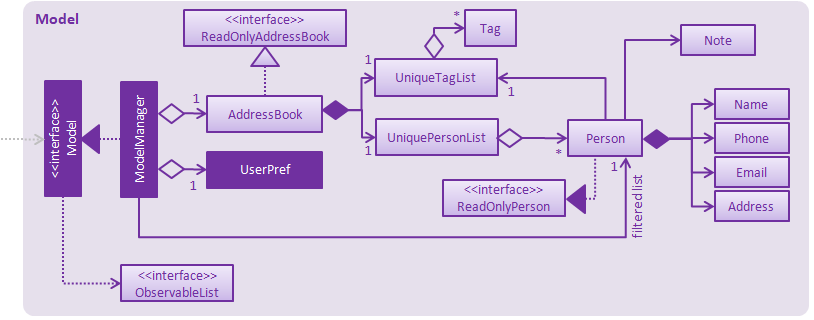 Model
<<interface>>
ReadOnlyAddressBook
*
Tag
Note
<<interface>>
Model
ModelManager
1
AddressBook
1
UniqueTagList
1
Name
1
UniquePersonList
*
Person
Phone
1
UserPref
<<interface>>
ReadOnlyPerson
1
filtered list
Email
Address
<<interface>>
ObservableList